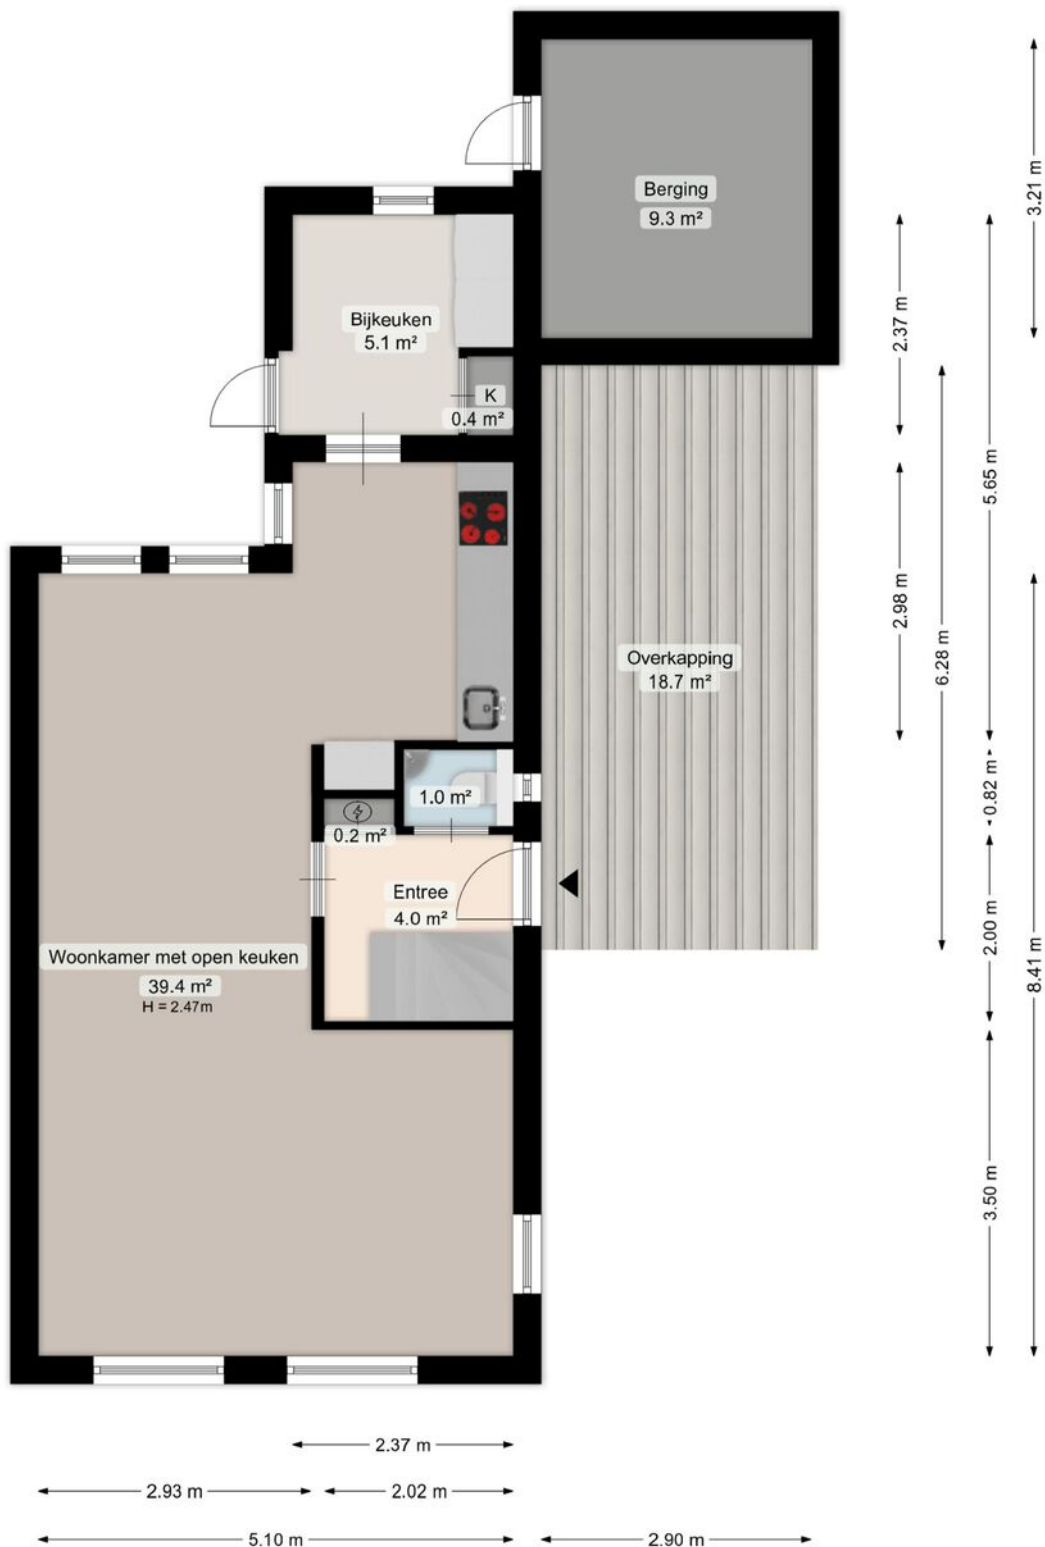 Berging
9.3 m²
3.21 m
Bijkeuken
5.1 m²
2.37 m
K
0.4 m²
5.65 m
2.98 m
6.28 m
Overkapping
18.7 m²
1.0 m²
0.82 m
0.2 m²
Entree
4.0 m²
2.00 m
8.41 m
Woonkamer met open keuken
39.4 m²
H = 2.47m
3.50 m
2.37 m
2.93 m
2.02 m
5.10 m
2.90 m